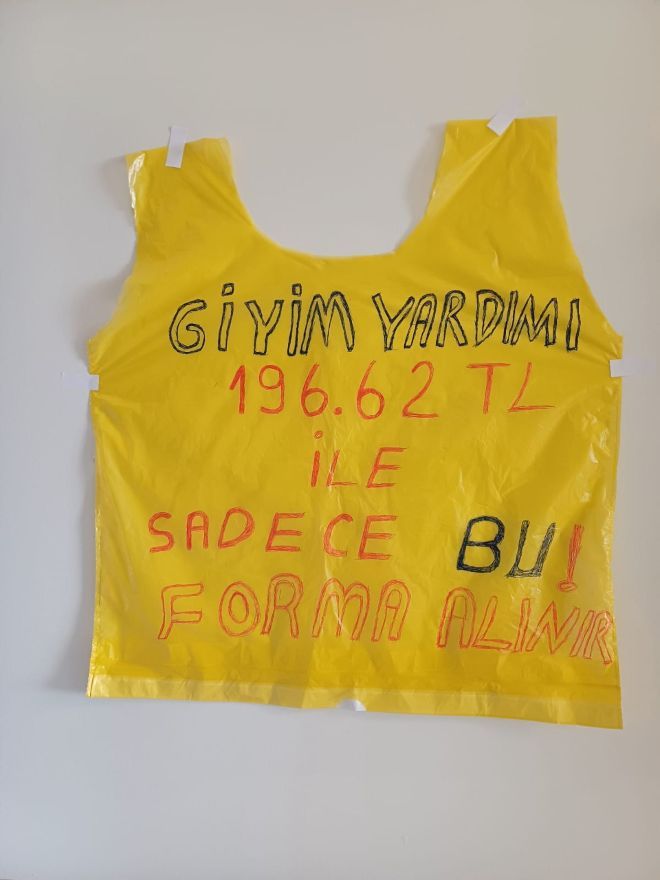 GİYİM YARDIMI
196.62 TL
İLE
SADECE BU!
FORMA ALINIR